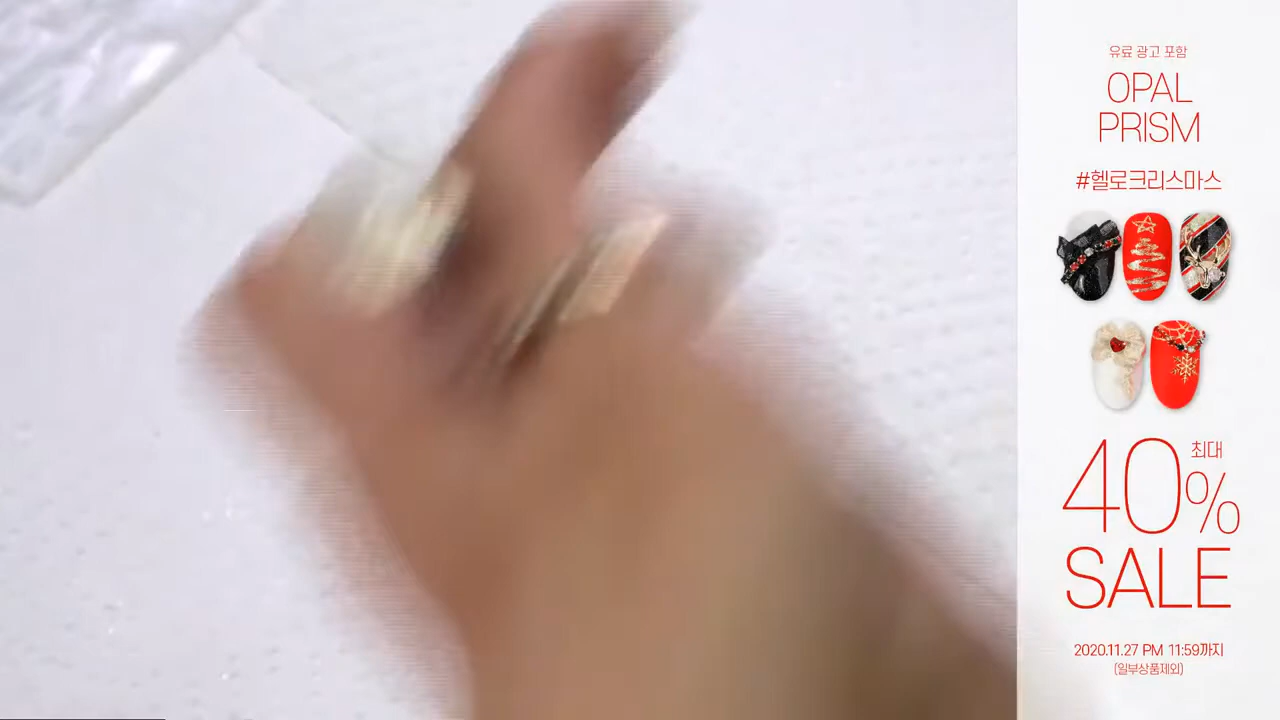 유료 광고 포함
OPAL
PRISM
#헬로크리스마스
최대
40%
SALE
2020.11.27 PM 11:59까지
(일부상품제외)